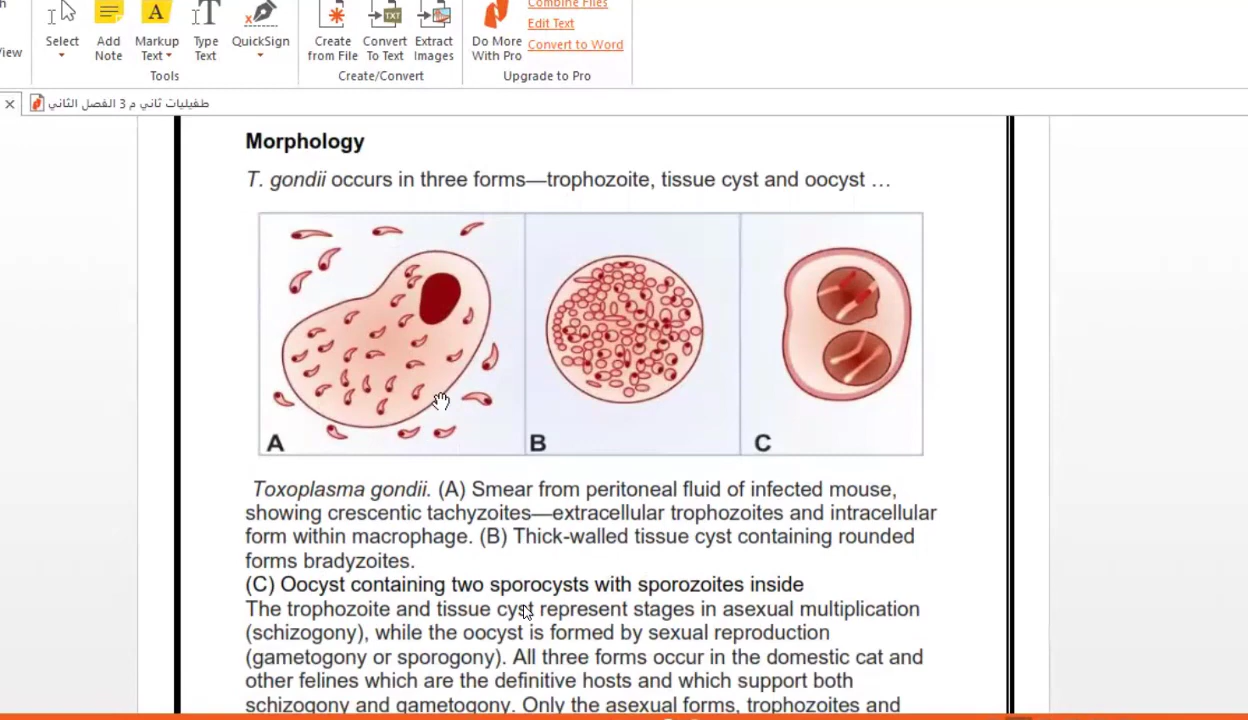 Combine Files
Select
Add
Note
Markup
Text
Type
Text
QuickSign
Create
from File
Convert
To Text
Extract
Images
Do More
With Pro
Edit Text
Convert to Word
Tools
Create/Convert
Upgrade to Pro
طفيليات ثاني م 3 الفصل الثاني
Morphology
T. gondii occurs in three forms—trophozoite, tissue cyst and oocyst …
A
B
C
Toxoplasma gondii. (A) Smear from peritoneal fluid of infected mouse,
showing crescentic tachyzoites—extracellular trophozoites and intracellular
form within macrophage. (B) Thick-walled tissue cyst containing rounded
forms bradyzoites.
(C) Oocyst containing two sporocysts with sporozoites inside
The trophozoite and tissue cyst represent stages in asexual multiplication
(schizogony), while the oocyst is formed by sexual reproduction
(gametogony or sporogony). All three forms occur in the domestic cat and
other felines which are the definitive hosts and which support both
schizogony and gametogony. Only the asexual forms, trophozoites and